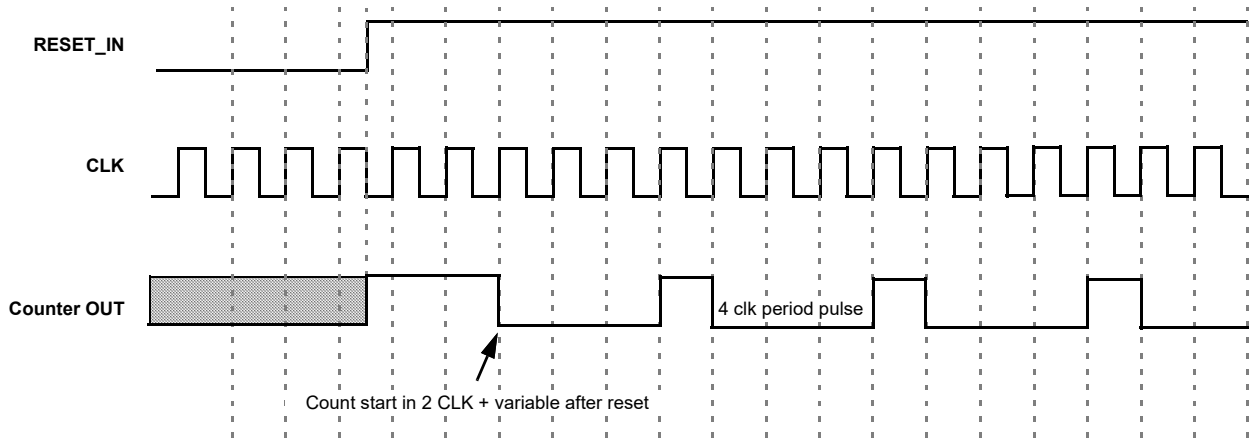 RESET_IN
CLK
Counter OUT
4 clk period pulse
Count start in 2 CLK + variable after reset